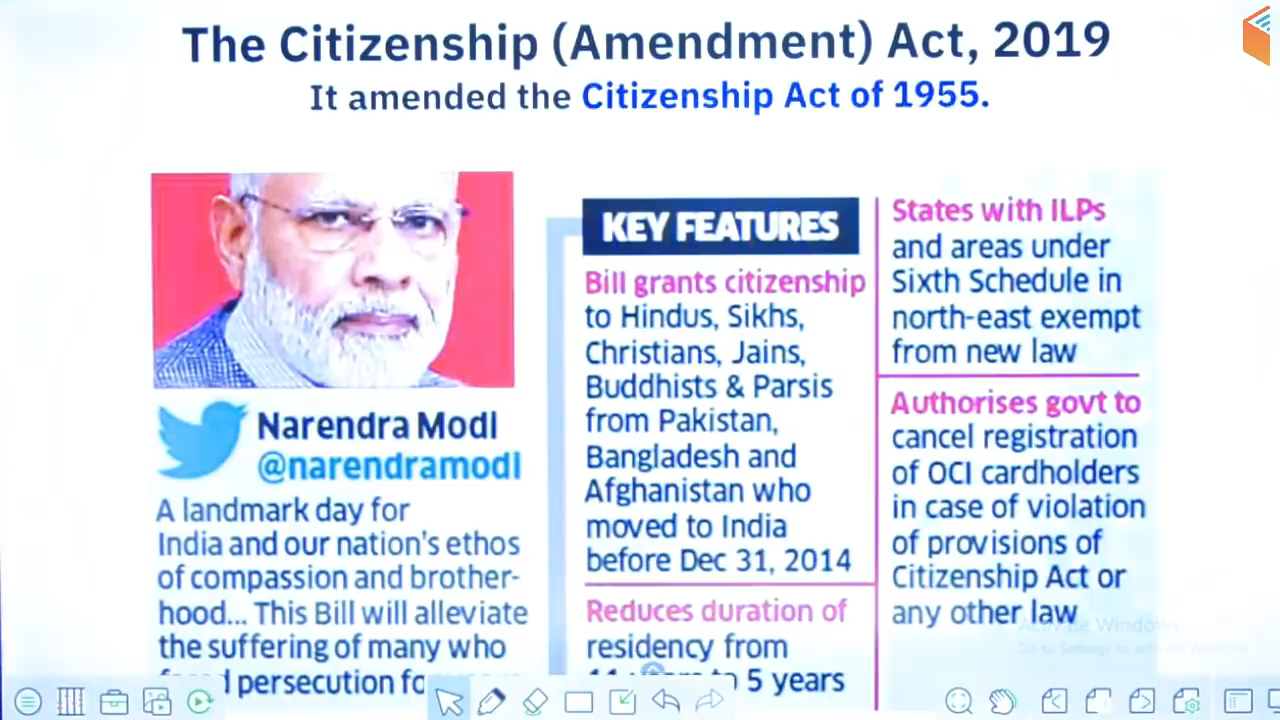 The Citizenship (Amendment) Act, 2019
It amended the Citizenship Act of 1955.
Narendra Modi
@narendramodi
A landmark day for
India and our nation's ethos
of compassion and brother-
hood... This Bill will alleviate
the suffering of many who
persecution
KEY FEATURES
Bill grants citizenship
to Hindus, Sikhs,
Christians, Jains,
Buddhists & Parsis
from Pakistan,
Bangladesh and
Afghanistan who
moved to India
before Dec 31, 2014
Reduces duration of
residency from
5 years
States with ILPs
and areas under
Sixth Schedule in
north-east exempt
from new law
Authorises govt to
cancel registration
of OCI cardholders
in case of violation
of provisions of
Citizenship Act or
any other law
Activate Windows